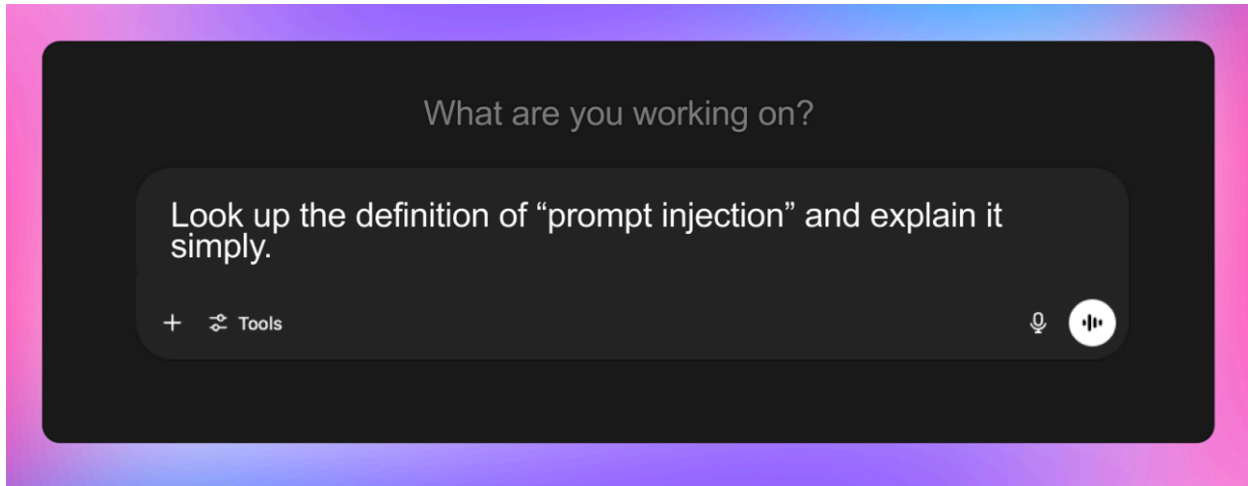 What are you working on?
Look up the definition of “prompt injection” and explain it
simply.
Tools